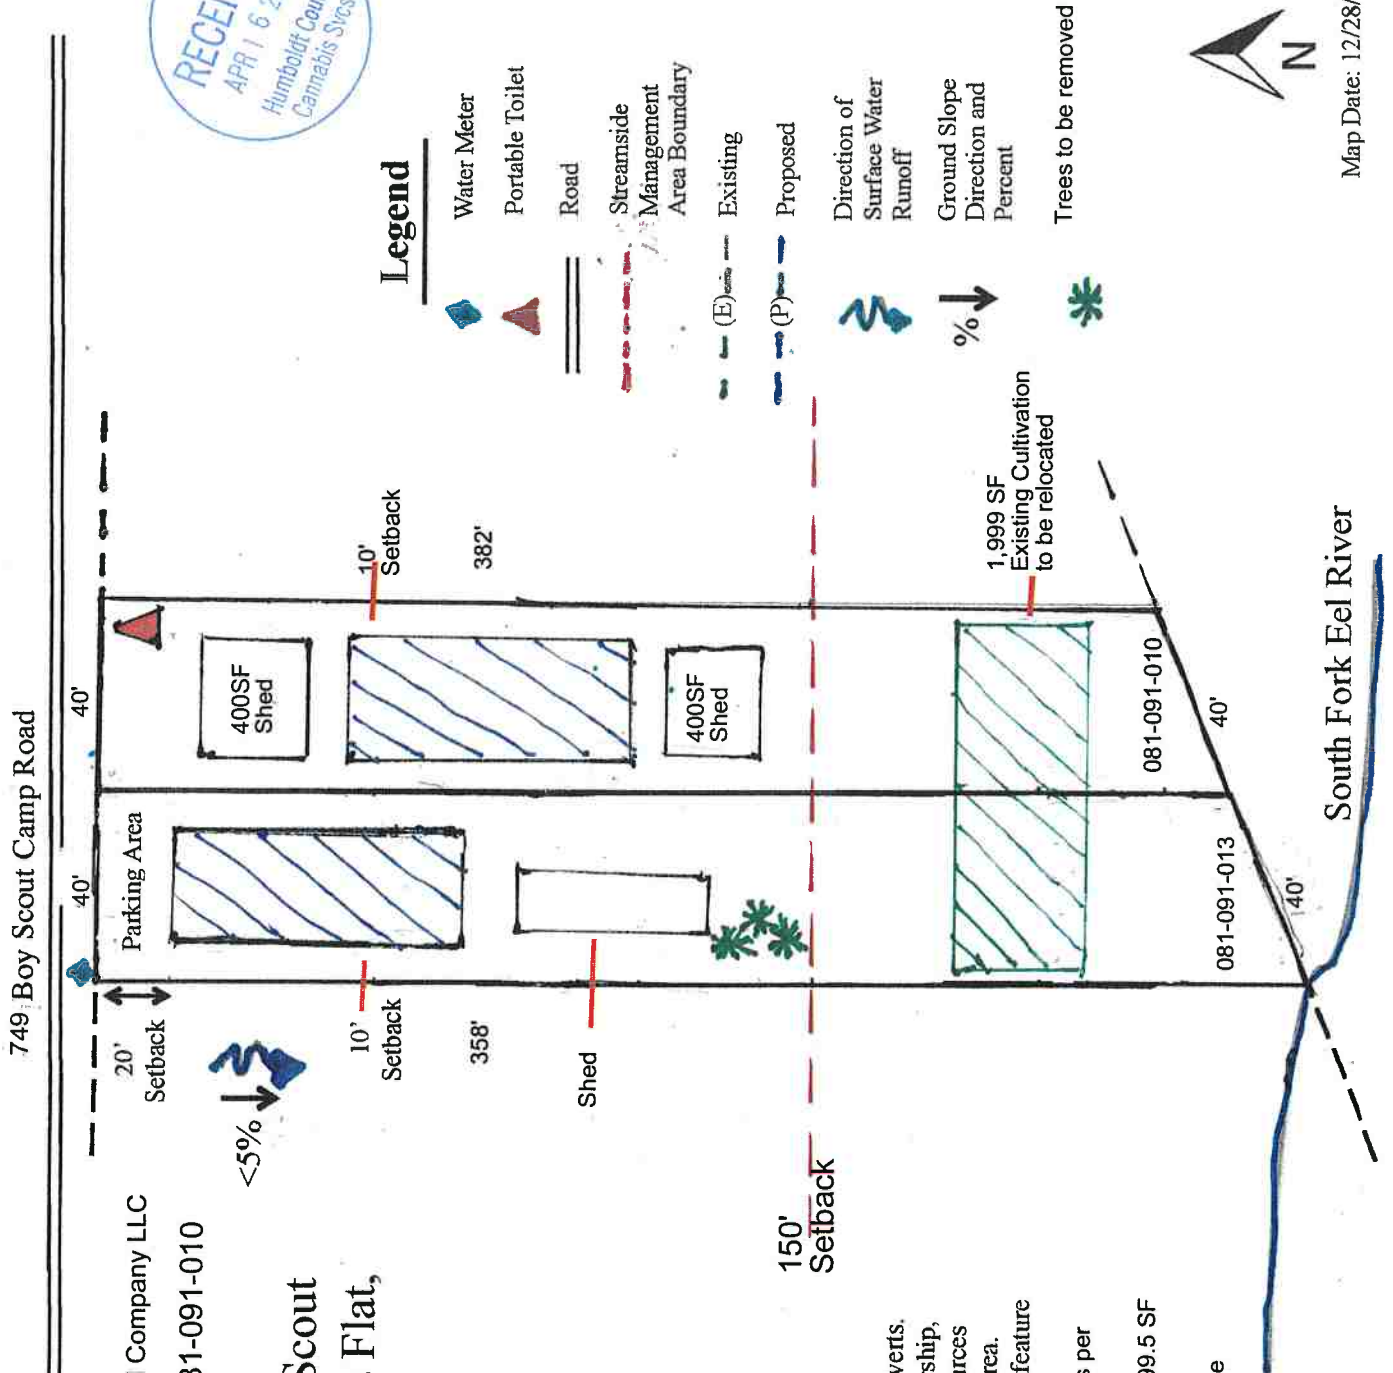 749 Boy Scout Camp Road
40'
40'
Parking Area
20'
Setback
<5%
10'
Setback
358'
Shed
400SF
Shed
400SF
Shed
10'
Setback
382'
150'
Setback
1,999 SF
Existing Cultivation
to be relocated
081-091-013
081-091-010
40'
40'
South Fork Eel River
Company LLC
81-091-010
Scout
Flat,
verts.
rship,
urces
rea.
feature
s per
99.5 SF
e
Legend
Water Meter
Portable Toilet
Road
Streamside
Management
Area Boundary
(E) Existing
(P) Proposed
Direction of
Surface Water
Runoff
%
Ground Slope
Direction and
Percent
Trees to be removed
N
Map Date: 12/28/
RECEI
APR 16 2
Humboldt Cou
Cannabis Svcs